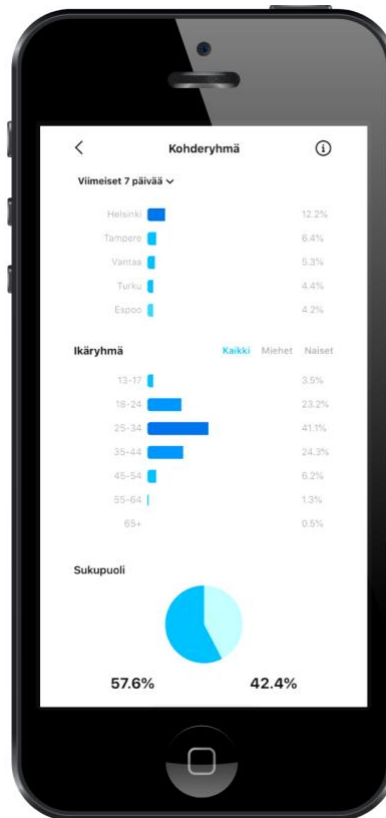 Kohderyhmä
Viimeiset 7 päivää
Helsinki 12.2%
Tampere 6.4%
Vantaa 5.3%
Turku 4.4%
Espoo 4.2%
Ikäryhmä Kaikki Miehet Naiset
13-17 3.5%
18-24 23.2%
25-34 41.1%
35-44 24.3%
45-54 6.2%
55-64 1.3%
65+ 0.5%
Sukupuoli
57.6% 42.4%